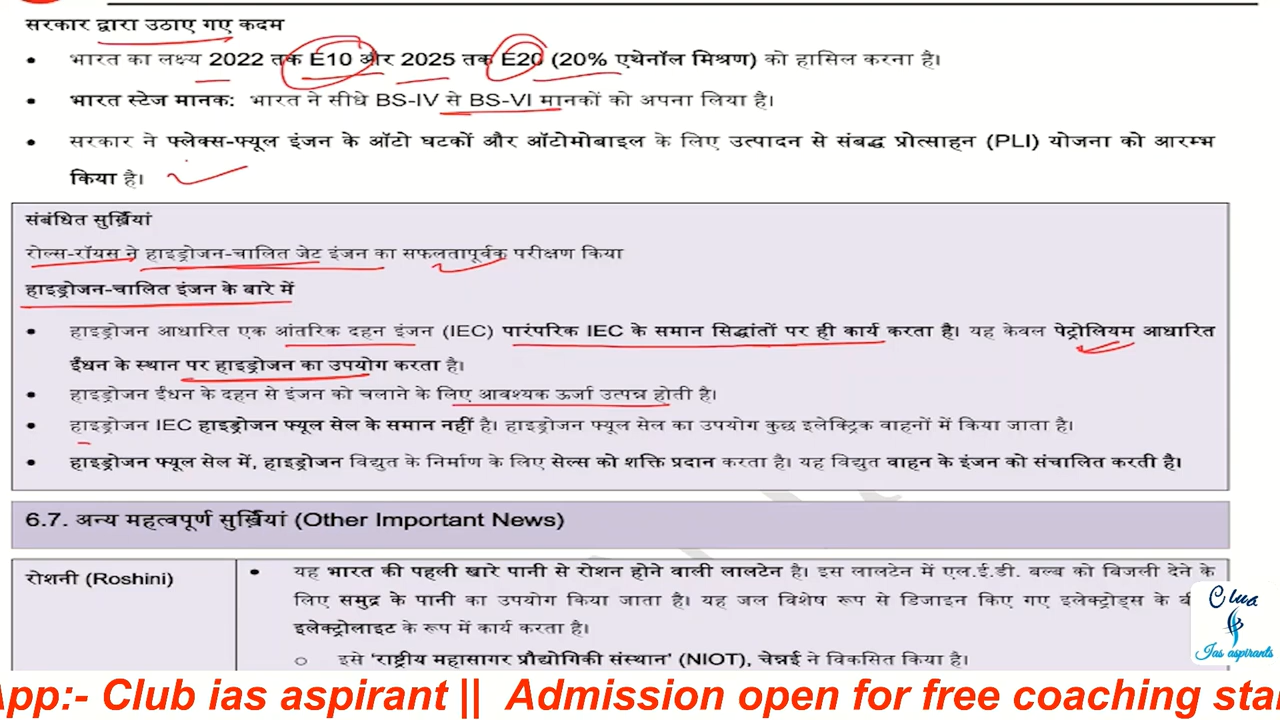 सरकार द्वारा उठाए गए कदम
• भारत का लक्ष्य 2022 तक E10 और 2025 तक E20 (20% एथेनॉल मिश्रण) को हासिल करना है।
• भारत स्टेज मानक: भारत ने सीधे BS-IV से BS-VI मानकों को अपना लिया है।
• सरकार ने फ्लेक्स-फ्यूल इंजन के ऑटो घटकों और ऑटोमोबाइल के लिए उत्पादन से संबद्ध प्रोत्साहन (PLI) योजना को आरम्भ
किया है।
संबंधित सुर्ख़ियां
रोल्स-रॉयस ने हाइड्रोजन-चालित जेट इंजन का सफलतापूर्वक परीक्षण किया
हाइड्रोजन-चालित इंजन के बारे में
• हाइड्रोजन आधारित एक आंतरिक दहन इंजन (IEC) पारंपरिक IEC के समान सिद्धांतों पर ही कार्य करता है। यह केवल पेट्रोलियम आधारित
ईंधन के स्थान पर हाइड्रोजन का उपयोग करता है।
• हाइड्रोजन ईंधन के दहन से इंजन को चलाने के लिए आवश्यक ऊर्जा उत्पन्न होती है।
• हाइड्रोजन IEC हाइड्रोजन फ्यूल सेल के समान नहीं है। हाइड्रोजन फ्यूल सेल का उपयोग कुछ इलेक्ट्रिक वाहनों में किया जाता है।
• हाइड्रोजन फ्यूल सेल में, हाइड्रोजन विद्युत के निर्माण के लिए सेल्स को शक्ति प्रदान करता है। यह विद्युत वाहन के इंजन को संचालित करती है।
6.7. अन्य महत्वपूर्ण सुर्ख़ियां (Other Important News)
रोशनी (Roshini)
• यह भारत की पहली खारे पानी से रोशन होने वाली लालटेन है। इस लालटेन में एल.ई.डी. बल्ब को बिजली देने के
लिए समुद्र के पानी का उपयोग किया जाता है। यह जल विशेष रूप से डिजाइन किए गए इलेक्ट्रोड्स के
इलेक्ट्रोलाइट के रूप में कार्य करता है।
○ इसे 'राष्ट्रीय महासागर प्रौद्योगिकी संस्थान' (NIOT), चेन्नई ने विकसित किया है।
Club
Ias aspirants
App:- Club ias aspirant || Admission open for free coaching